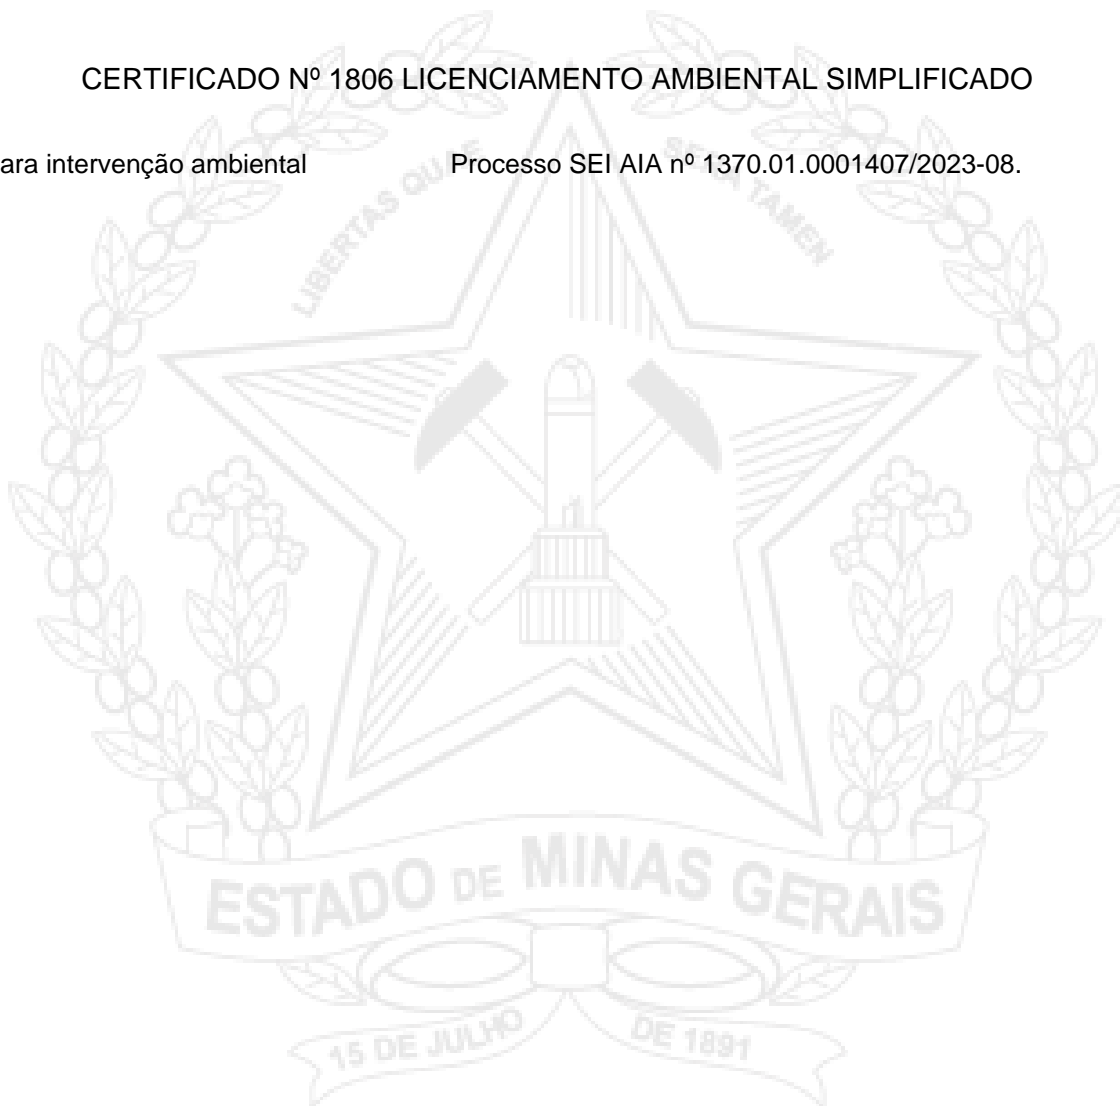 CERTIFICADO Nº 1806 LICENCIAMENTO AMBIENTAL SIMPLIFICADO
ara intervenção ambiental Processo SEI AIA nº 1370.01.0001407/2023-08.
LIBERTAS QUAE SERA TAMEN
ESTADO DE MINAS GERAIS
15 DE JULHO DE 1891